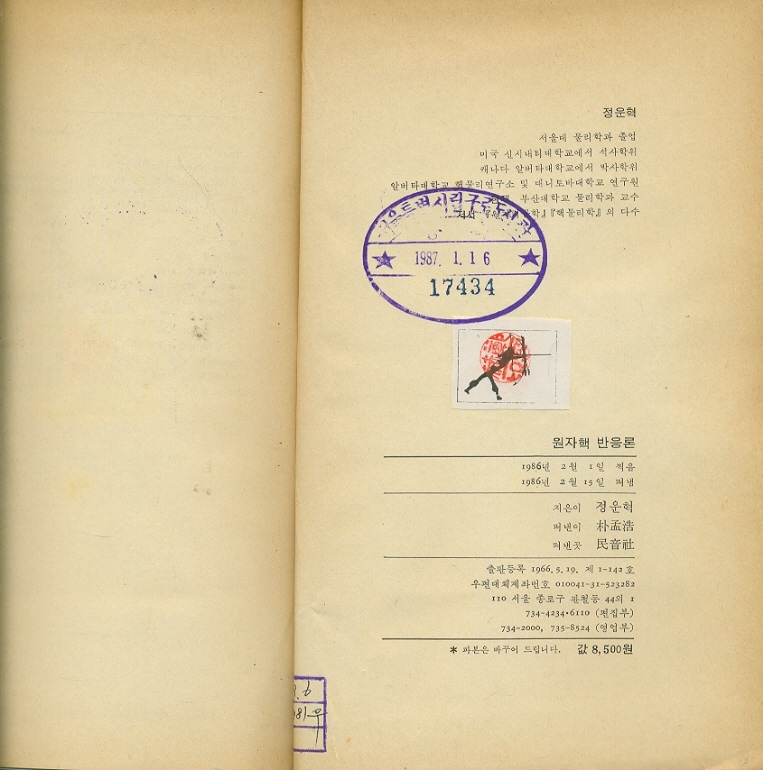 정운혁
서울대 물리학과 졸업
미국 신시내티대학교에서 석사학위
캐나다 알버타대학교에서 박사학위
알버타대학교 핵물리연구소 및 대니토바대학교 연구원
부산대학교 물리학과 교수
『핵물리학』의 다수
1987. 1. 16
17434
원자핵 반응론
1986년 2월 1일 찍음
1986년 2월 15일 펴냄
지은이 정운혁
펴낸이 朴孟浩
펴낸곳 民音社
출판등록 1966. 5. 19. 제 1-142호
우편대체계좌번호 010041-31-523282
110 서울 종로구 관철동 44의 1
734-4234·6110 (편집부)
734-2000, 735-8524 (영업부)
* 파본은 바꾸어 드립니다. 값 8,500원